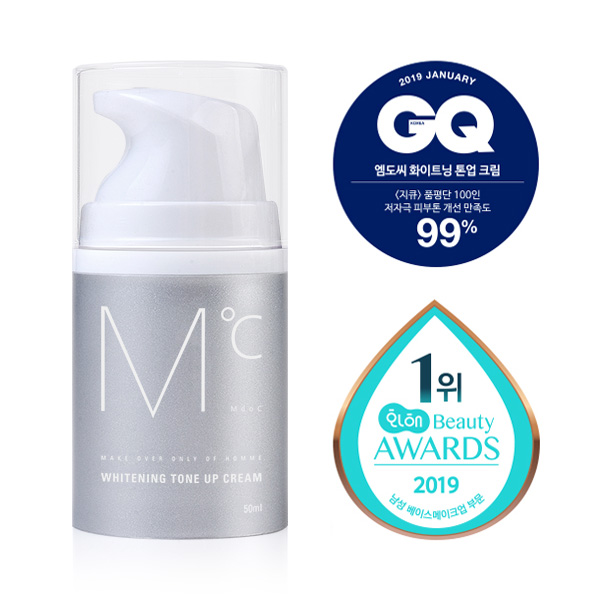 M°C
MdoC
MAKE OVER ONLY OF HOMME
WHITENING TONE UP CREAM
50ml
2019 JANUARY
GQ
KOREA
엠도씨 화이트닝 톤업 크림
〈지큐〉 품평단 100인
저자극 피부톤 개선 만족도
99%
1위
Beauty
AWARDS
2019
남성 베이스메이크업 부문